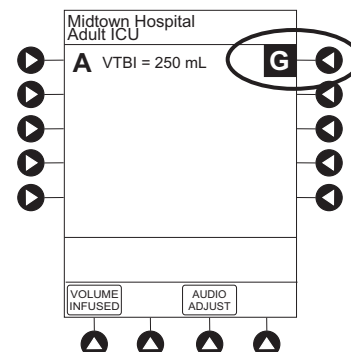 Midtown Hospital
Adult ICU
A VTBI = 250 mL G
VOLUME
INFUSED
AUDIO
ADJUST